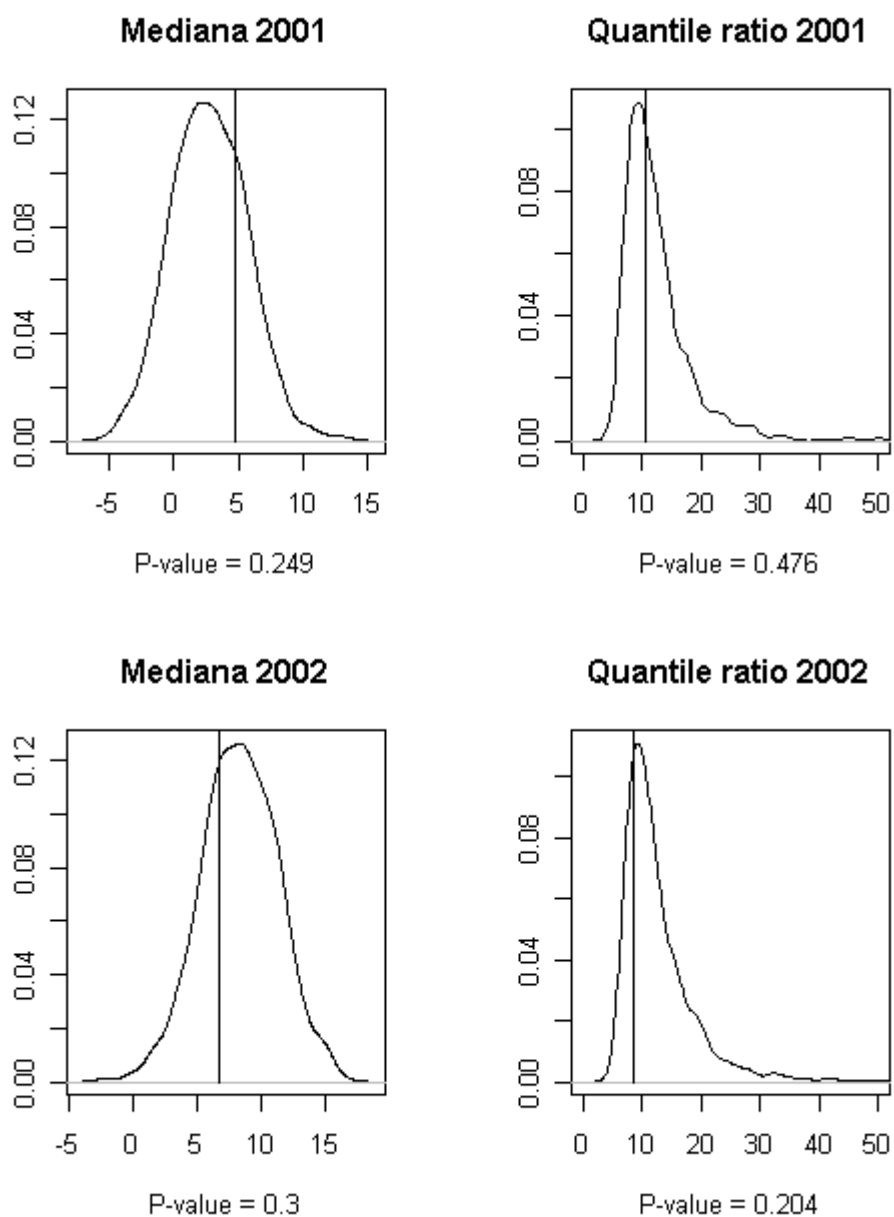 Mediana 2001
0.12
0.08
0.04
0.00
-5 0 5 10 15
P-value = 0.249
Quantile ratio 2001
0.08
0.04
0.00
0 10 20 30 40 50
P-value = 0.476
Mediana 2002
0.12
0.08
0.04
0.00
-5 0 5 10 15
P-value = 0.3
Quantile ratio 2002
0.08
0.04
0.00
0 10 20 30 40 50
P-value = 0.204